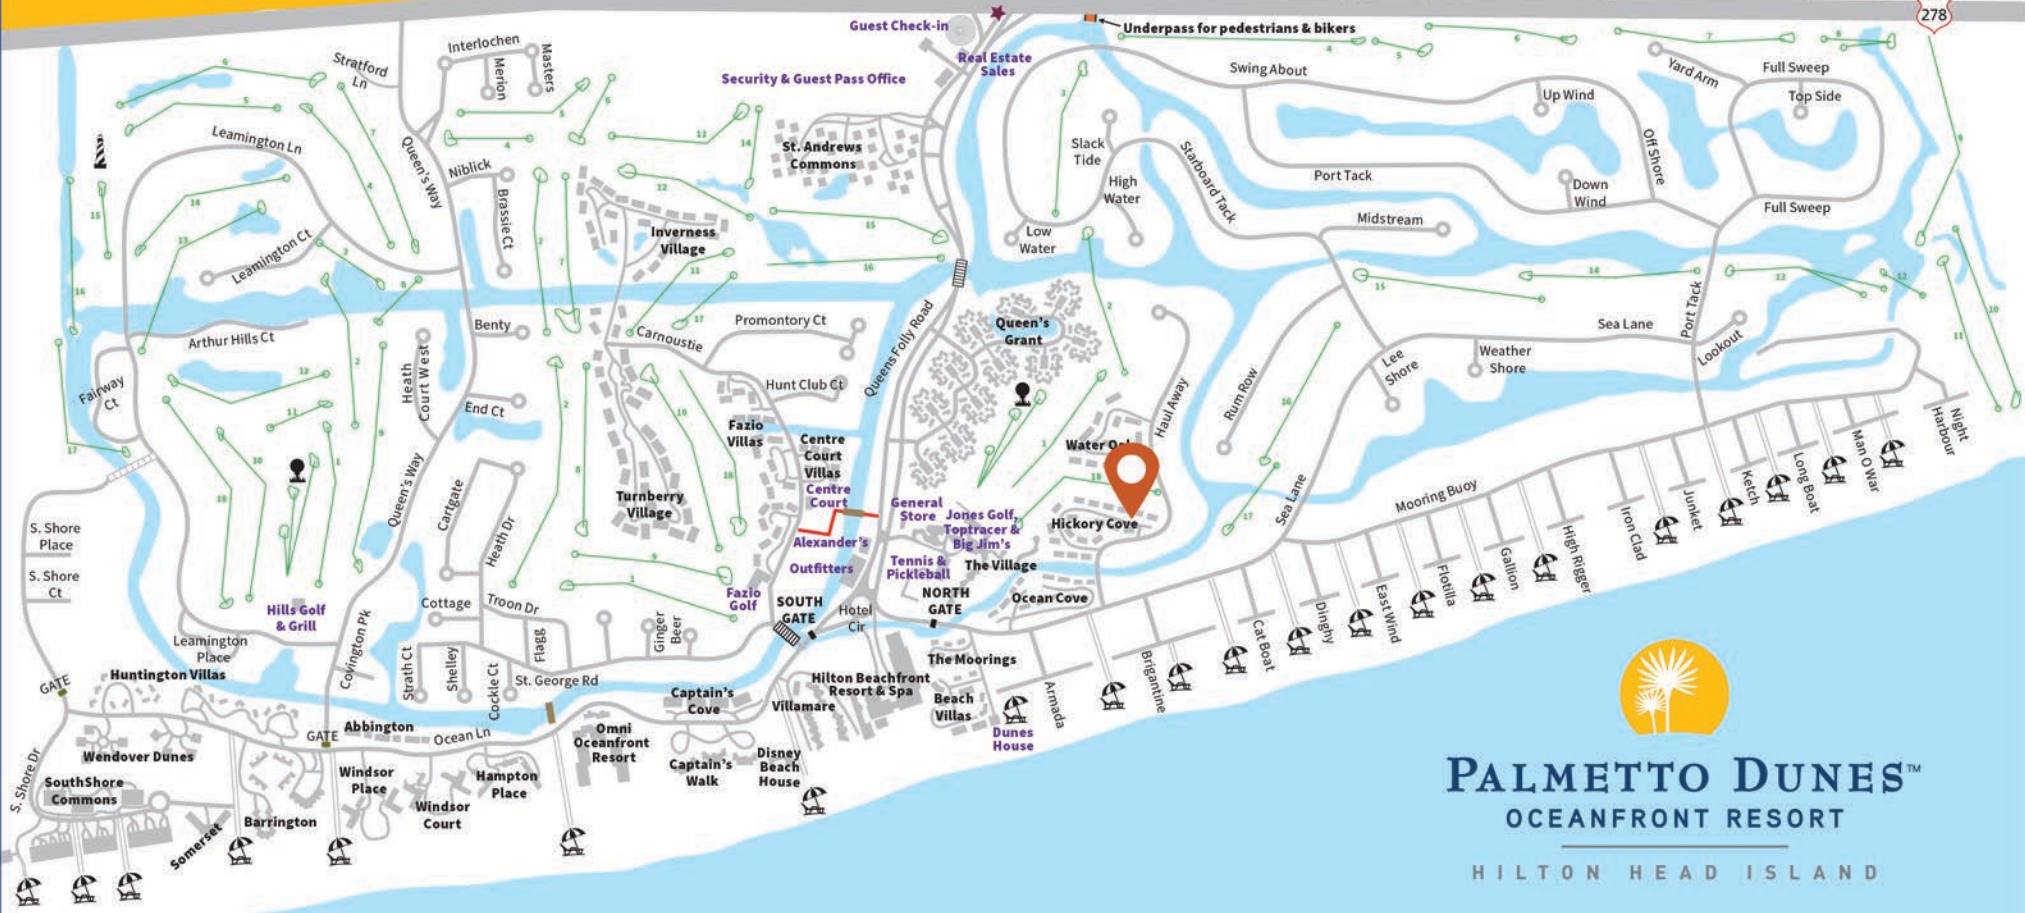 278
Guest Check-in
Underpass for pedestrians & bikers
Real Estate
Sales
Security & Guest Pass Office
Interlochen
Merion
Masters
Stratford
Ln
Swing About
Yard Arm
Full Sweep
Top Side
Up Wind
Off Shore
Leamington Ln
Queen's Way
Niblick
Brassie Ct
St. Andrews
Commons
Slack
Tide
High
Water
Starboard Tack
Port Tack
Down
Wind
Midstream
Full Sweep
Low
Water
Inverness
Village
Leamington Ct
Arthur Hills Ct
Benty
Carnoustie
Promontory Ct
Queens Folly Road
Queen's
Grant
Sea Lane
Port Tack
Lookout
Weather
Shore
Lee
Shore
Rum Row
Haul Away
Fairway
Ct
Heath
Court West
End Ct
Hunt Club Ct
Fazio
Villas
Centre
Court
Villas
Centre
Court
Turnberry
Village
Cartgate
Queen's Way
Heath Dr
General
Store
Jones Golf,
Toptracer &
Big Jim's
Hickory Cove
Sea Lane
Mooring Buoy
Night
Harbour
Man O War
Long Boat
Ketch
Junket
Iron Clad
High Rigger
Gallion
Flotilla
East Wind
Dinghy
Cat Boat
Brigantine
Armada
S. Shore
Place
S. Shore
Ct
Alexander's
Outfitters
Tennis &
Pickleball
The Village
Hills Golf
& Grill
Cottage
Troon Dr
Fazio
Golf
SOUTH
GATE
Hotel
Cir
NORTH
GATE
Ocean Cove
Leamington
Place
Covington Pk
Strath Ct
Shelley
Cockle Ct
Flagg
Ginger
Beer
St. George Rd
The Moorings
Beach
Villas
Dunes
House
Hilton Beachfront
Resort & Spa
Villamare
Captain's
Cove
Captain's
Walk
Disney
Beach
House
Omni
Oceanfront
Resort
GATE
Huntington Villas
GATE
Abbington
Ocean Ln
Wendover Dunes
S. Shore Dr
SouthShore
Commons
Somerset
Barrington
Windsor
Place
Windsor
Court
Hampton
Place
PALMETTO DUNES™
OCEANFRONT RESORT
HILTON HEAD ISLAND